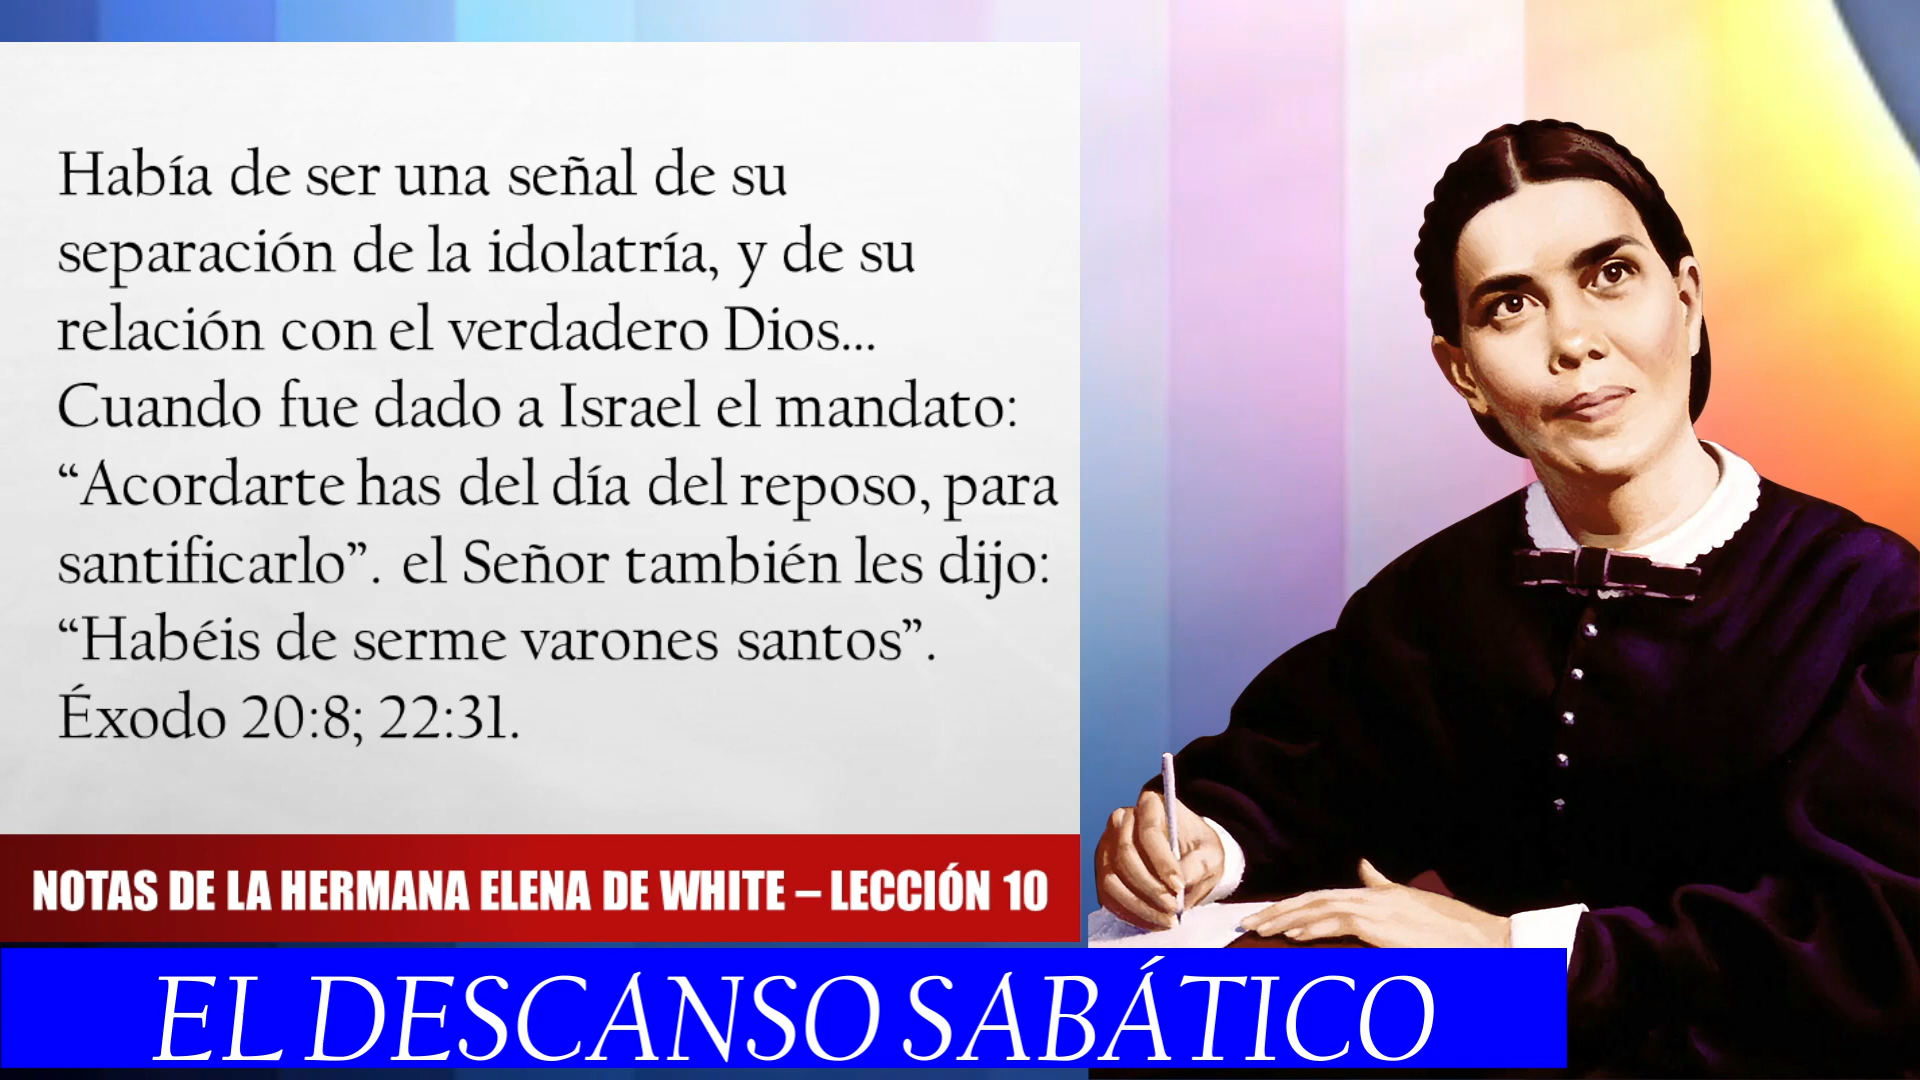 Había de ser una señal de su
separación de la idolatría, y de su
relación con el verdadero Dios...
Cuando fue dado a Israel el mandato:
“Acordarte has del día del reposo, para
santificarlo”. el Señor también les dijo:
“Habéis de serme varones santos”.
Éxodo 20:8; 22:31.
NOTAS DE LA HERMANA ELENA DE WHITE – LECCIÓN 10
EL DESCANSO SABÁTICO